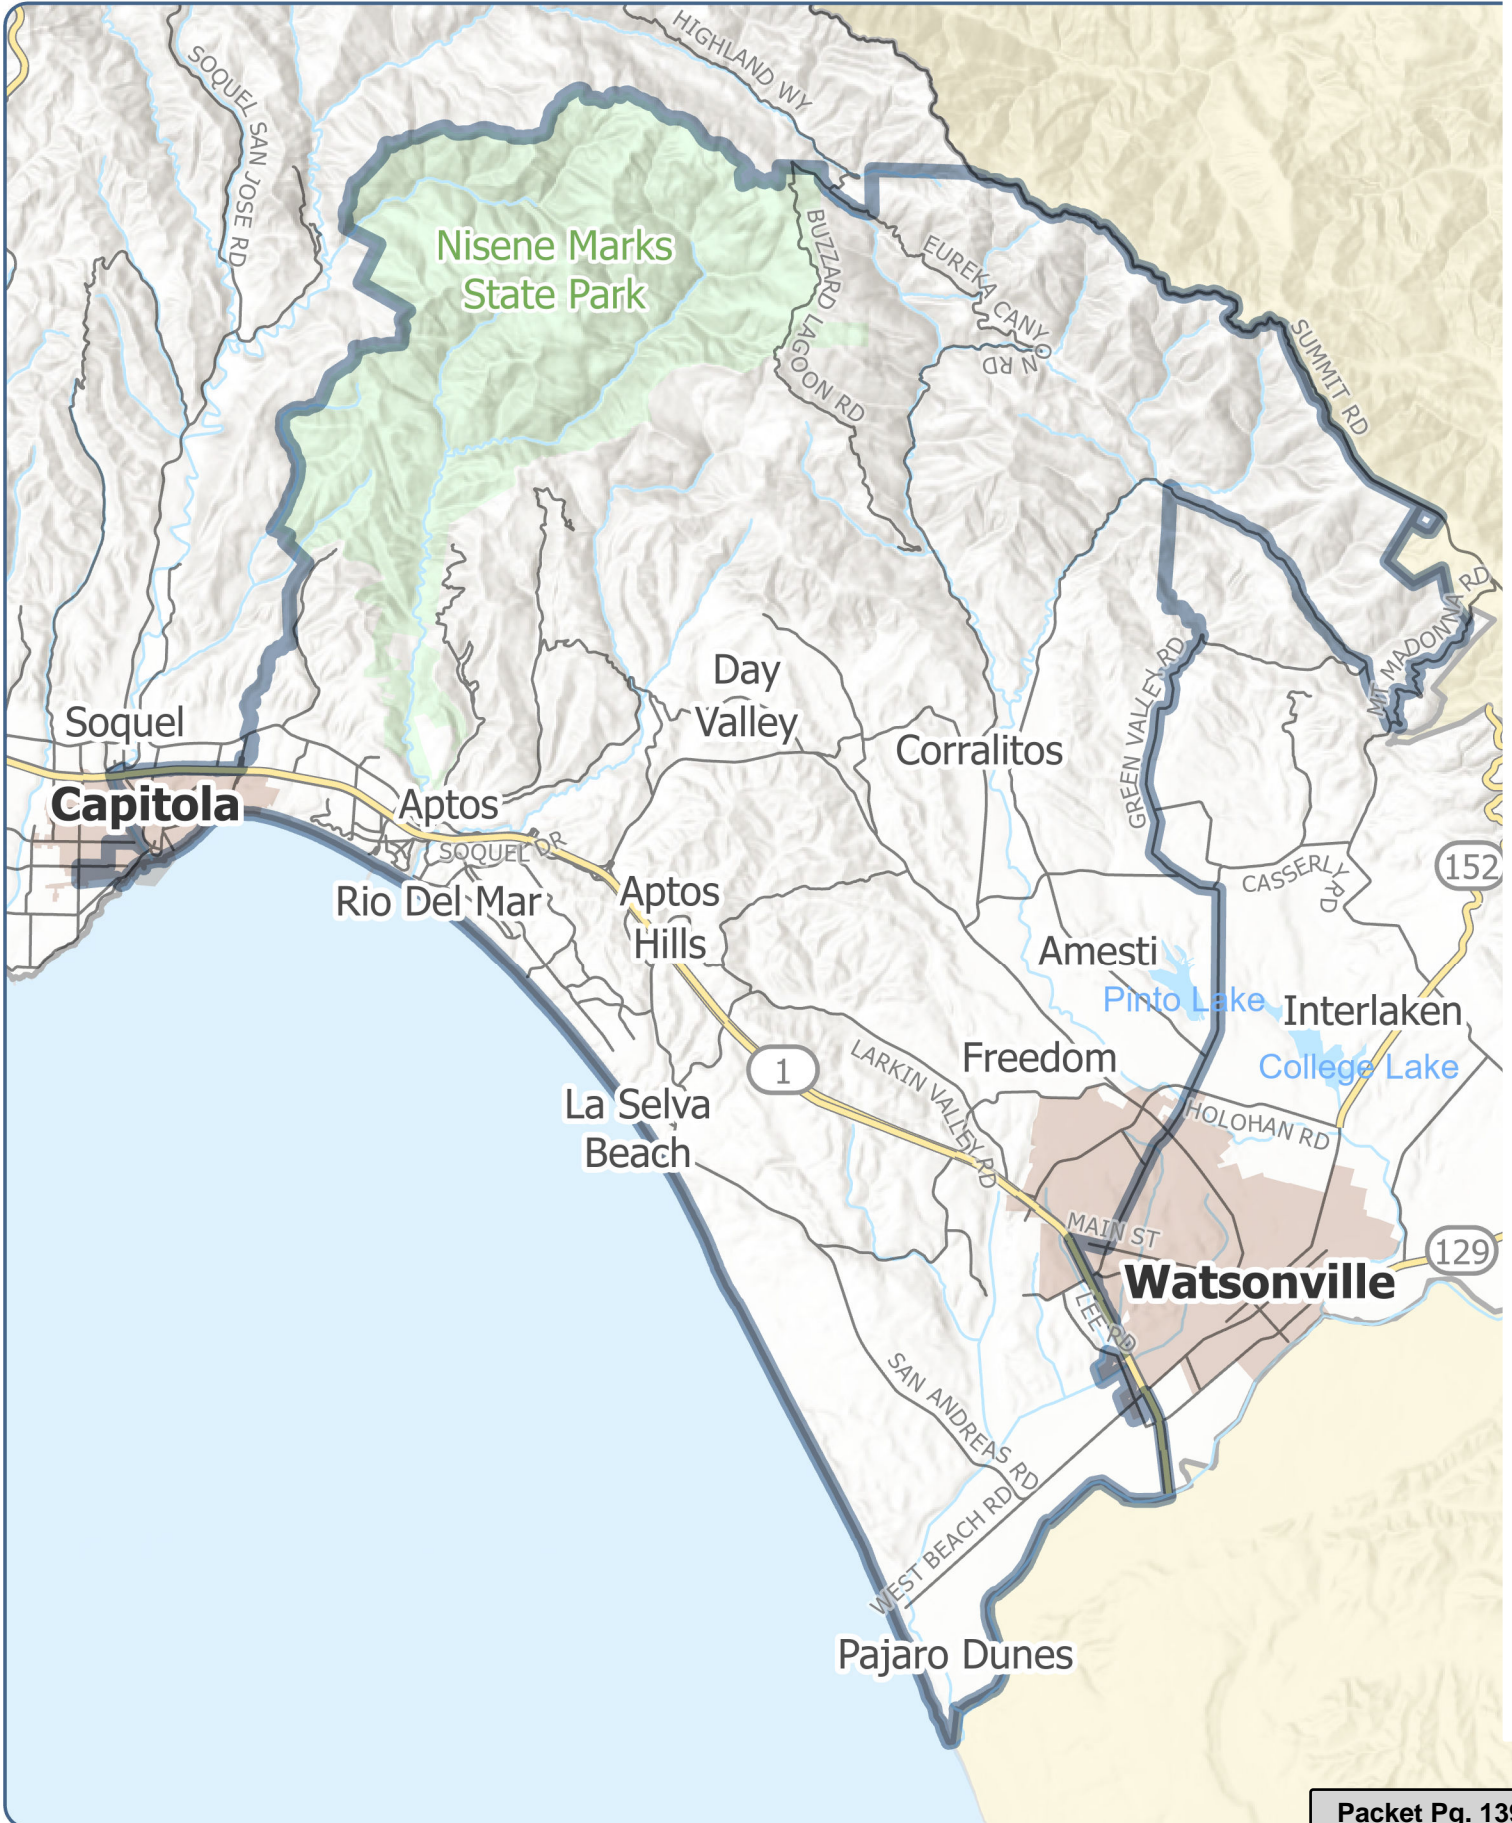 HIGHLAND WY
SOQUEL SAN JOSE RD
Nisene Marks
State Park
BUZZARD LAGOON RD
EUREKA CANYON RD
SUMMIT RD
MT MADONNA RD
GREEN VALLEY RD
Day
Valley
Soquel
Corralitos
Capitola
Aptos
SOQUEL DR
152
CASSERLY RD
Rio Del Mar
Aptos
Hills
Amesti
Pinto Lake
Interlaken
Freedom
College Lake
1
LARKIN VALLEY RD
La Selva
Beach
HOLOHAN RD
MAIN ST
129
Watsonville
LEE RD
SAN ANDREAS RD
WEST BEACH RD
Pajaro Dunes
Packet Pg. 139